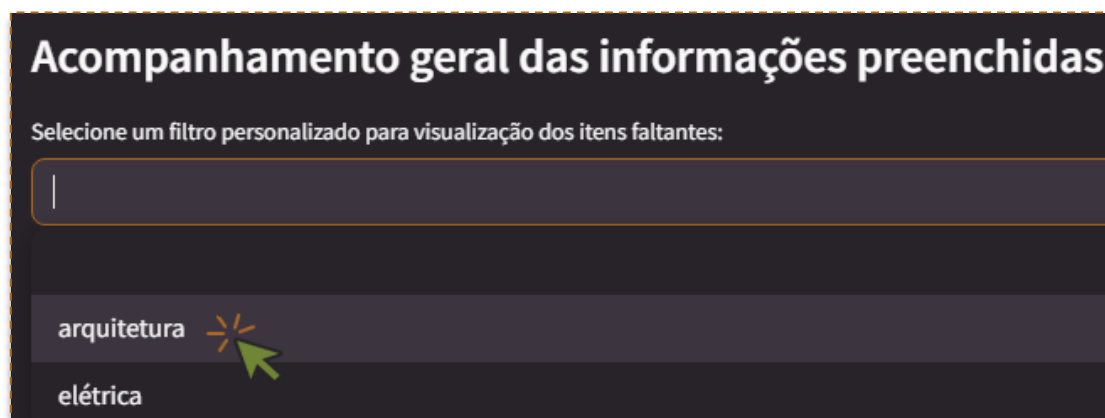 Acompanhamento geral das informações preenchidas
Selecione um filtro personalizado para visualização dos itens faltantes:
arquitetura
elétrica